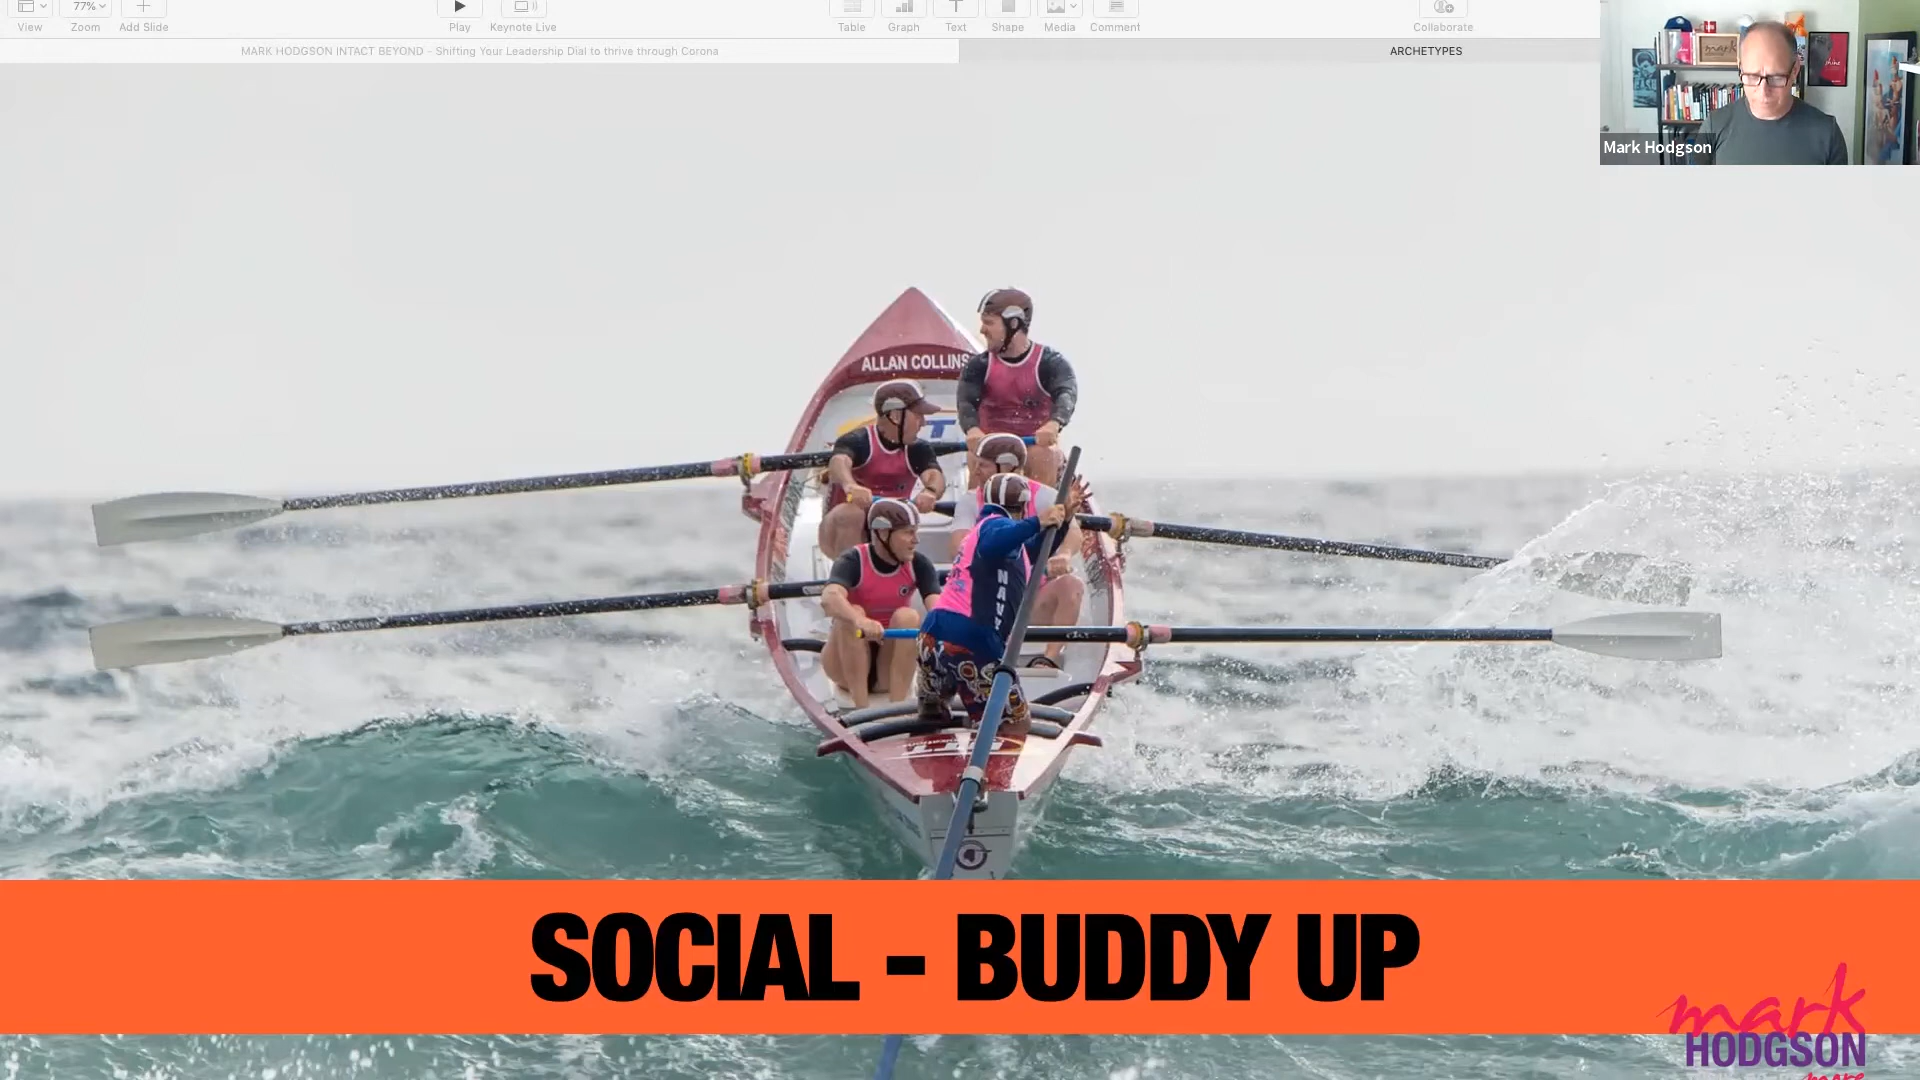 View
77%
Zoom
Add Slide
Play
Keynote Live
Table
Graph
Text
Shape
Media
Comment
Collaborate
MARK HODGSON INTACT BEYOND - Shifting Your Leadership Dial to thrive through Corona
ARCHETYPES
mark
shine
Mark Hodgson
ALLAN COLLINS
NAVY
SOCIAL - BUDDY UP
mark
HODGSON